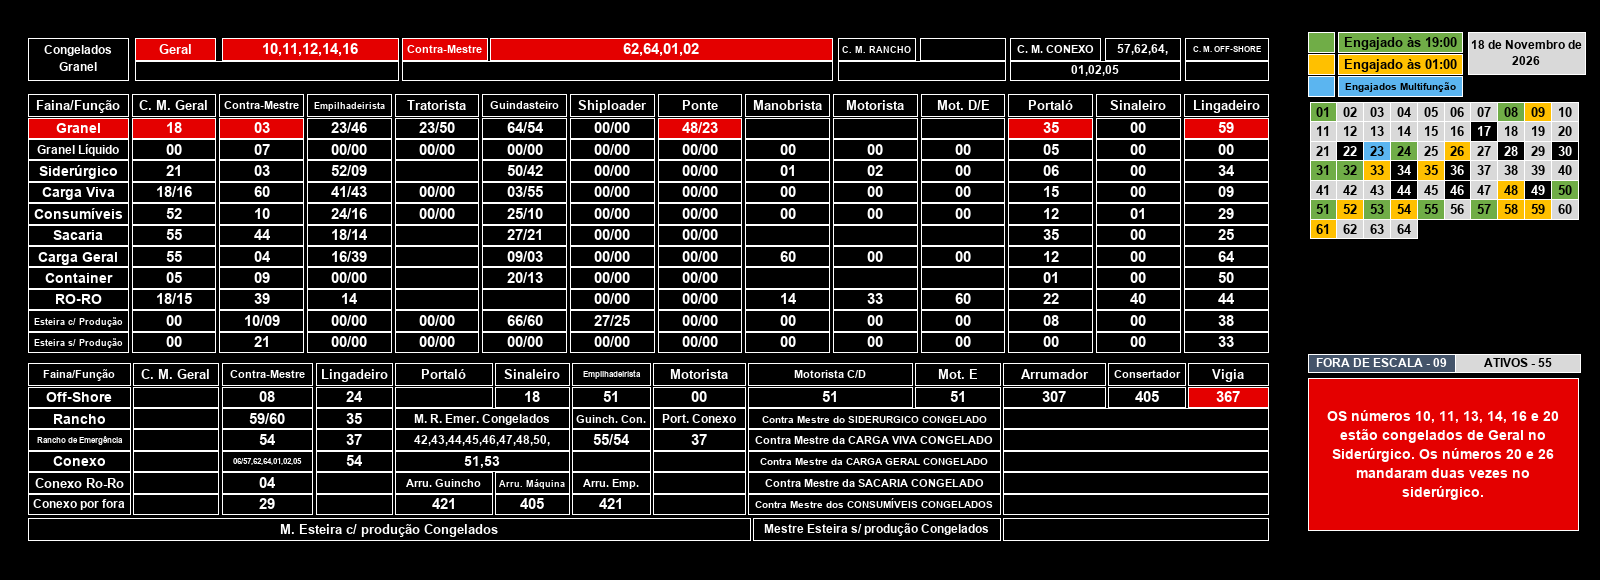 Congelados Granel Geral 10,11,12,14,16 Contra-Mestre 62,64,01,02 C. M. RANCHO C. M. CONEXO 57,62,64, C. M. OFF-SHORE
01,02,05
Faina/Função C. M. Geral Contra-Mestre Empilhadeirista Tratorista Guindasteiro Shiploader Ponte Manobrista Motorista Mot. D/E Portaló Sinaleiro Lingadeiro
Granel 18 03 23/46 23/50 64/54 00/00 48/23 35 00 59
Granel Líquido 00 07 00/00 00/00 00/00 00/00 00/00 00 00 00 05 00 00
Siderúrgico 21 03 52/09 50/42 00/00 00/00 01 02 00 06 00 34
Carga Viva 18/16 60 41/43 00/00 03/55 00/00 00/00 00 00 00 15 00 09
Consumíveis 52 10 24/16 00/00 25/10 00/00 00/00 00 00 00 12 01 29
Sacaria 55 44 18/14 27/21 00/00 00/00 35 00 25
Carga Geral 55 04 16/39 09/03 00/00 00/00 60 00 00 12 00 64
Container 05 09 00/00 20/13 00/00 00/00 01 00 50
RO-RO 18/15 39 14 00/00 00/00 14 33 60 22 40 44
Esteira c/ Produção 00 10/09 00/00 00/00 66/60 27/25 00/00 00 00 00 08 00 38
Esteira s/ Produção 00 21 00/00 00/00 00/00 00/00 00/00 00 00 00 00 00 33
Faina/Função C. M. Geral Contra-Mestre Lingadeiro Portaló Sinaleiro Empilhadeirista Motorista Motorista C/D Mot. E Arrumador Consertador Vigia
Off-Shore 08 24 18 51 00 51 51 307 405 367
Rancho 59/60 35 M. R. Emer. Congelados Guinch. Con. Port. Conexo Contra Mestre do SIDERURGICO CONGELADO
Rancho de Emergência 54 37 42,43,44,45,46,47,48,50, 55/54 37 Contra Mestre da CARGA VIVA CONGELADO
Conexo 06/57,62,64,01,02,05 54 51,53 Contra Mestre da CARGA GERAL CONGELADO
Conexo Ro-Ro 04 Arru. Guincho Arru. Máquina Arru. Emp. Contra Mestre da SACARIA CONGELADO
Conexo por fora 29 421 405 421 Contra Mestre dos CONSUMÍVEIS CONGELADOS
M. Esteira c/ produção Congelados Mestre Esteira s/ produção Congelados
Engajado às 19:00
Engajado às 01:00
Engajados Multifunção
18 de Novembro de
2026
01 02 03 04 05 06 07 08 09 10
11 12 13 14 15 16 17 18 19 20
21 22 23 24 25 26 27 28 29 30
31 32 33 34 35 36 37 38 39 40
41 42 43 44 45 46 47 48 49 50
51 52 53 54 55 56 57 58 59 60
61 62 63 64
FORA DE ESCALA - 09 ATIVOS - 55
OS números 10, 11, 13, 14, 16 e 20
estão congelados de Geral no
Siderúrgico. Os números 20 e 26
mandaram duas vezes no
siderúrgico.